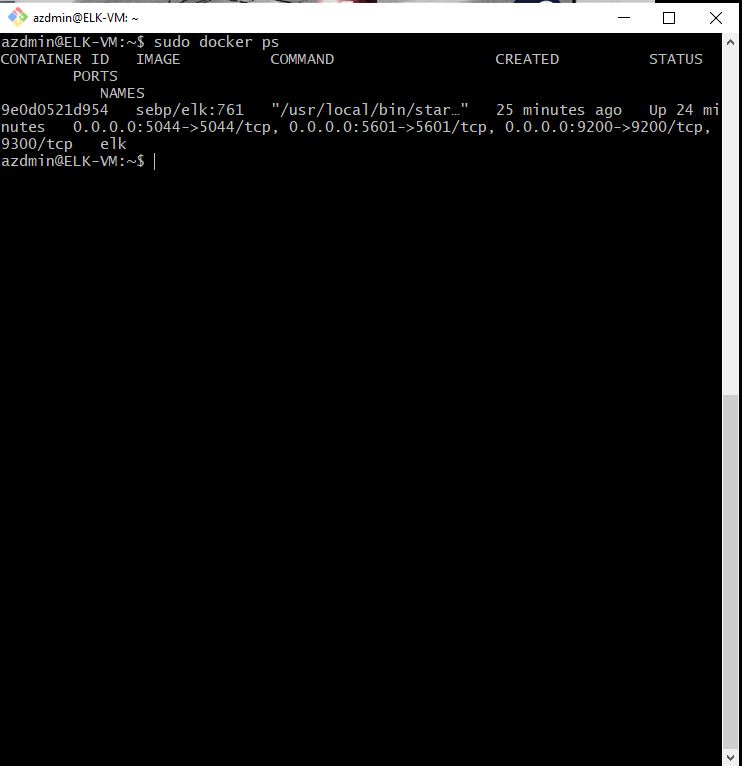 azdmin@ELK-VM: ~
azdmin@ELK-VM:~$ sudo docker ps
CONTAINER ID   IMAGE          COMMAND                  CREATED          STATUS
        PORTS
           NAMES
9e0d0521d954   sebp/elk:761   "/usr/local/bin/star…"   25 minutes ago   Up 24 mi
nutes   0.0.0.0:5044->5044/tcp, 0.0.0.0:5601->5601/tcp, 0.0.0.0:9200->9200/tcp,
9300/tcp   elk
azdmin@ELK-VM:~$